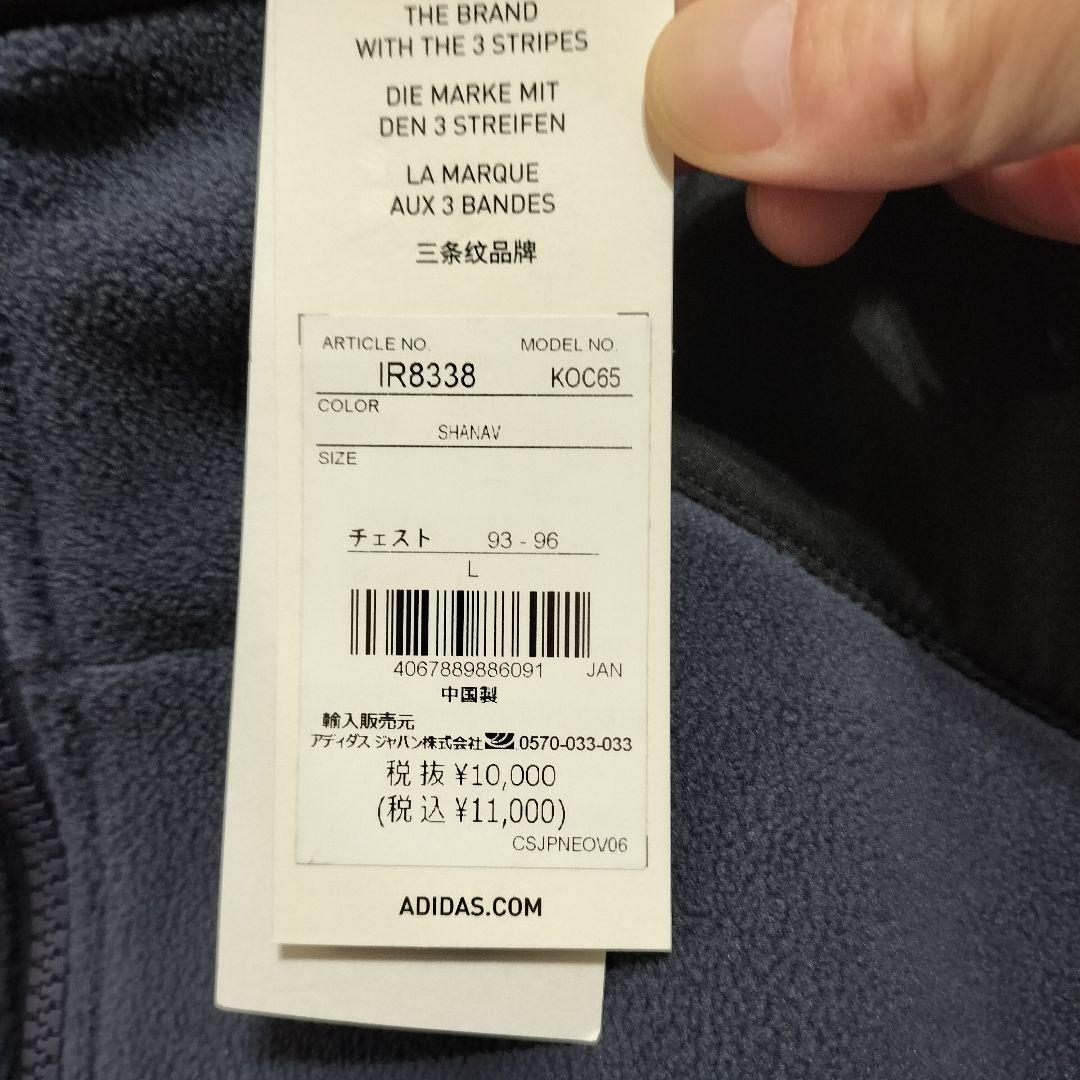 THE BRAND
WITH THE 3 STRIPES
DIE MARKE MIT
DEN 3 STREIFEN
LA MARQUE
AUX 3 BANDES
三条纹品牌
ARTICLE NO. MODEL NO.
IR8338 KOC65
COLOR
SHANAV
SIZE
チェスト 93 - 96
L
4067889886091 JAN
中国製
輸入販売元
アディダス ジャパン株式会社 0570-033-033
税抜 ¥10,000
(税込 ¥11,000)
CSJPNEOV06
ADIDAS.COM